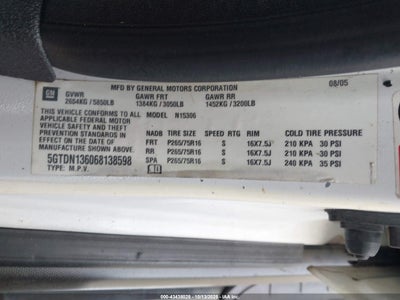 MFD BY GENERAL MOTORS CORPORATION 08/05
GM GVWR GAWR FRT GAWR RR
2654KG / 5850LB 1384KG / 3050LB 1452KG / 3200LB
THIS VEHICLE CONFORMS TO ALL MODEL N15306
APPLICABLE FEDERAL MOTOR
VEHICLE SAFETY, BUMPER, AND THEFT
PREVENTION STANDARDS IN NADB TIRE SIZE SPEED RTG RIM COLD TIRE PRESSURE
EFFECT ON THE DATE OF FRT P265/75R16 S 16X7.5J 210 KPA -30 PSI
MANUFACTURE SHOWN ABOVE. RR P265/75R16 S 16X7.5J 210 KPA -30 PSI
5GTDN136068138598 SPA P265/75R16 S 16X7.5J 240 KPA 35 PSI
TYPE: M.P.V.